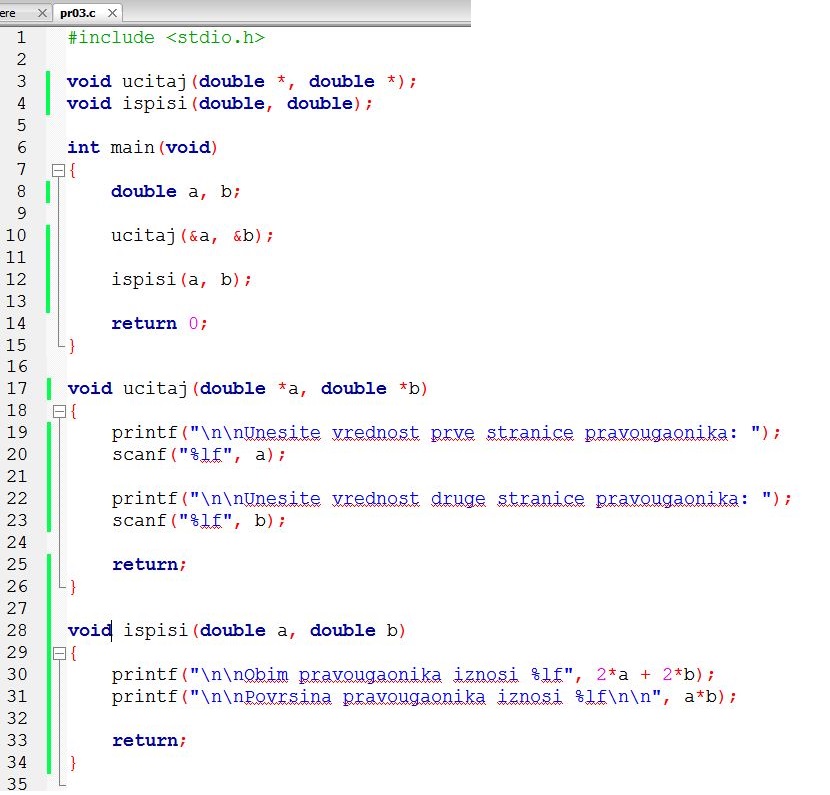 ere pr03.c
1 #include <stdio.h>
2
3 void ucitaj(double *, double *);
4 void ispisi(double, double);
5
6 int main(void)
7 {
8 double a, b;
9
10 ucitaj(&a, &b);
11
12 ispisi(a, b);
13
14 return 0;
15 }
16
17 void ucitaj(double *a, double *b)
18 {
19 printf("\n\nUnesite vrednost prve stranice pravougaonika: ");
20 scanf("%lf", a);
21
22 printf("\n\nUnesite vrednost druge stranice pravougaonika: ");
23 scanf("%lf", b);
24
25 return;
26 }
27
28 void ispisi(double a, double b)
29 {
30 printf("\n\nObim pravougaonika iznosi %lf", 2*a + 2*b);
31 printf("\n\nPovrsina pravougaonika iznosi %lf\n\n", a*b);
32
33 return;
34 }
35